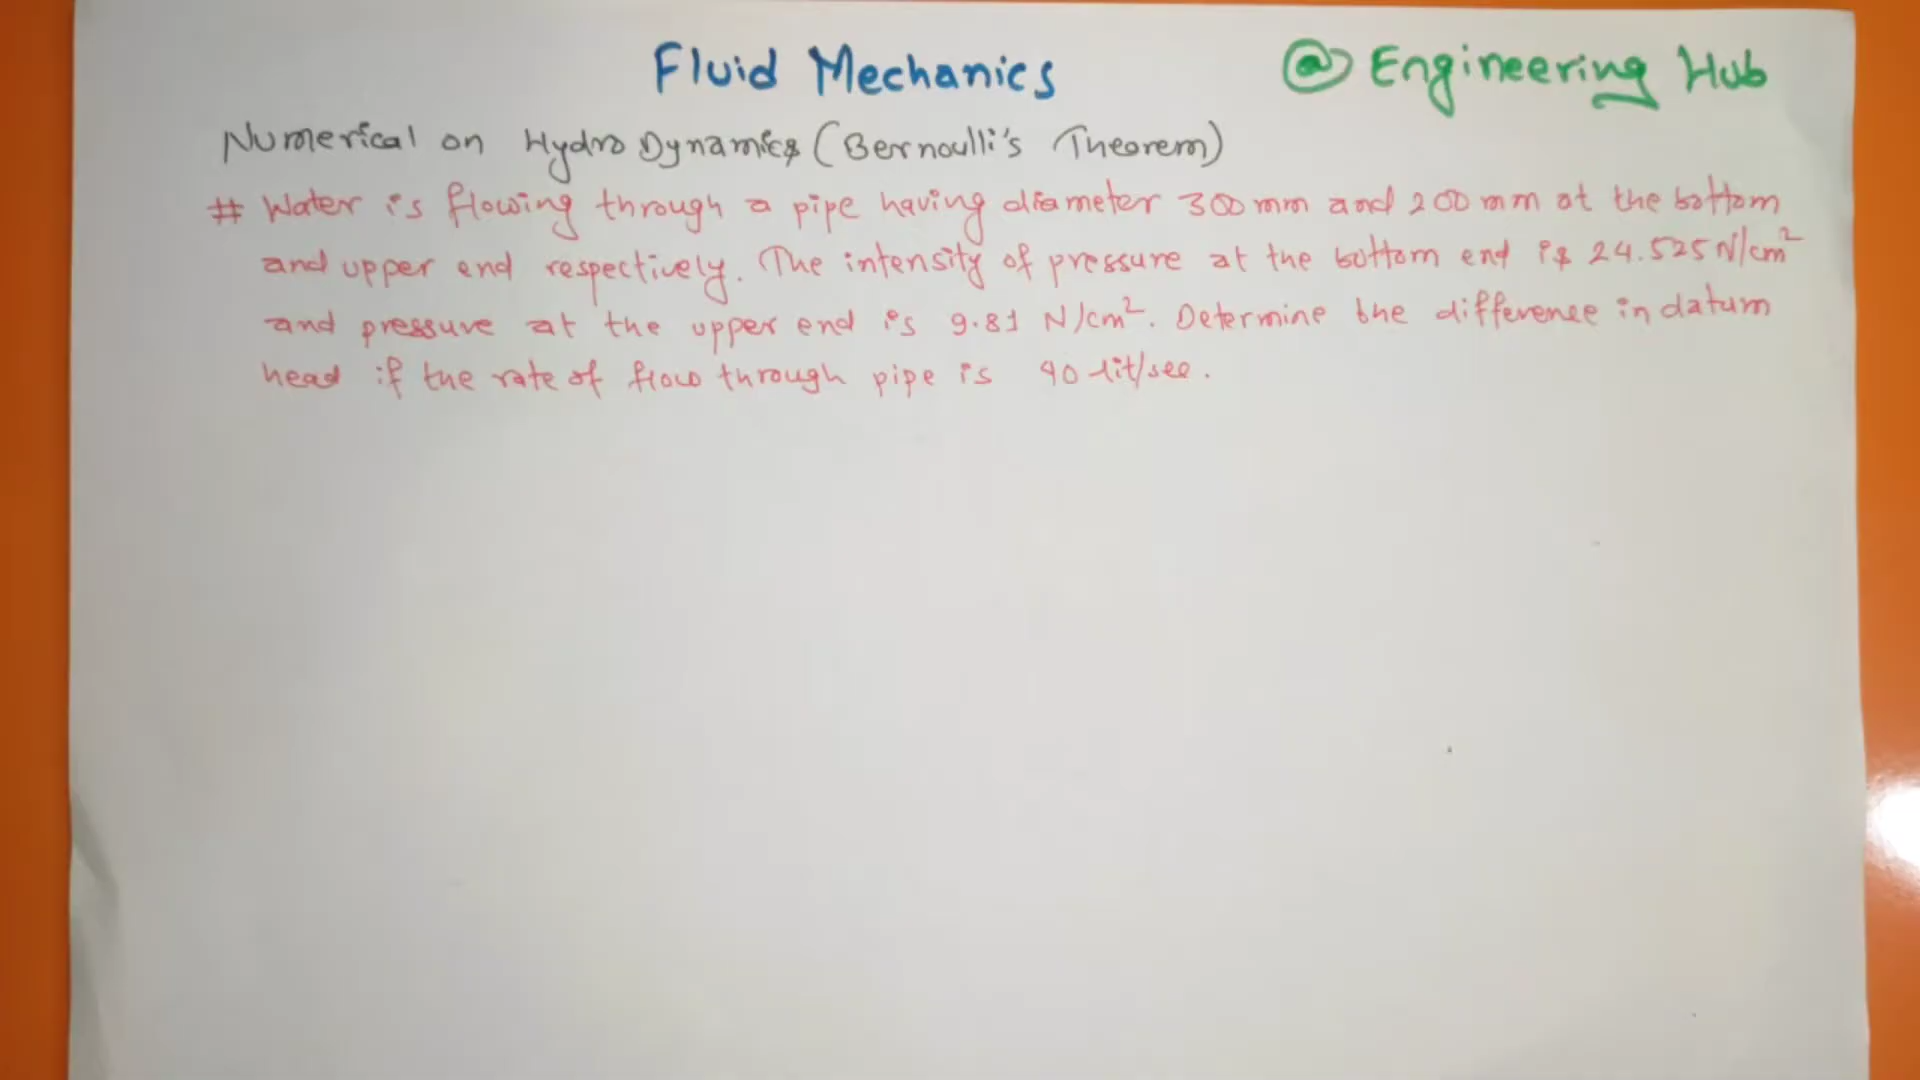 Fluid Mechanics @ Engineering Hub
Numerical on Hydro Dynamics (Bernoulli's Theorem)
# Water is flowing through a pipe having diameter 300 mm and 200 mm at the bottom
and upper end respectively. The intensity of pressure at the bottom end is 24.525 N/cm²
and pressure at the upper end is 9.81 N/cm². Determine the difference in datum
head if the rate of flow through pipe is 40 lit/sec.